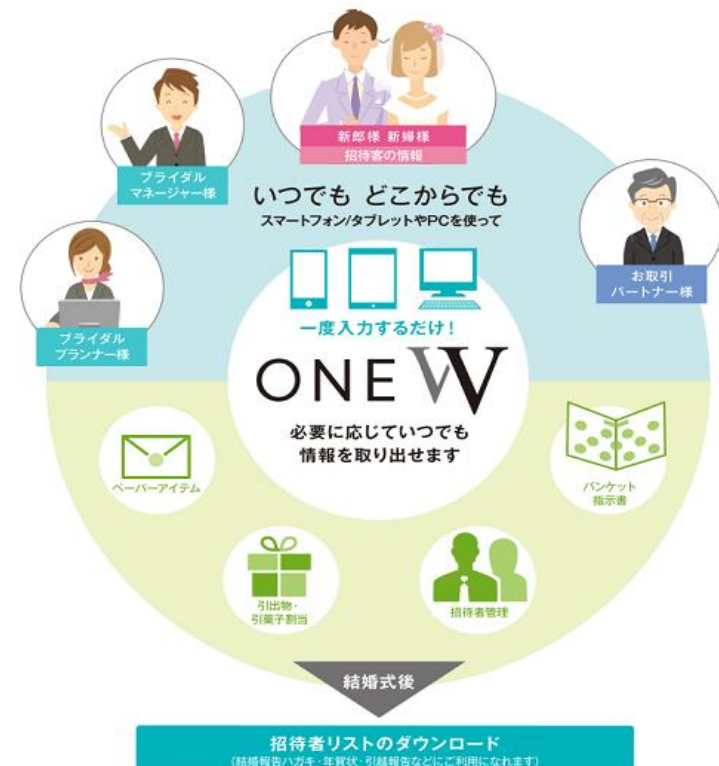 新郎様 新婦様
招待客の情報
ブライダル
マネージャー様
いつでも どこからでも
スマートフォン/タブレットやPCを使って
お取引
パートナー様
ブライダル
プランナー様
一度入力するだけ！
ONE W
必要に応じていつでも
情報を取り出せます
ペーパーアイテム
バンケット
指示書
引出物・
引菓子割当
招待者管理
結婚式後
招待者リストのダウンロード
(結婚報告ハガキ・年賀状・引越報告などにご利用になれます)